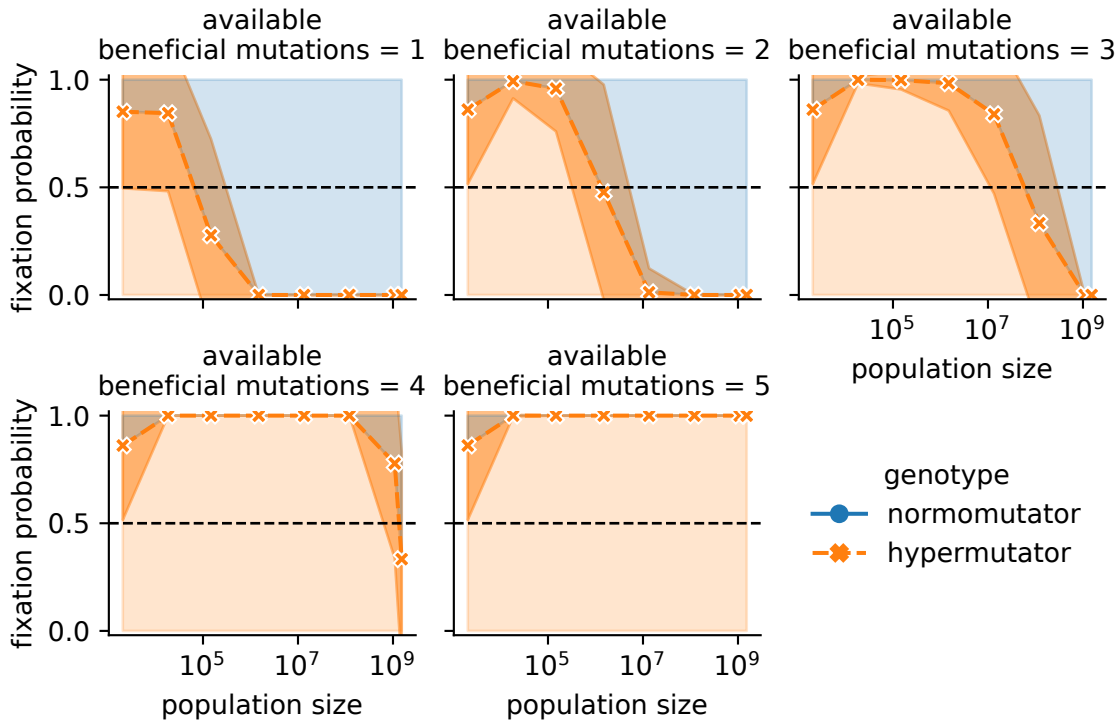 available
beneficial mutations = 1
available
beneficial mutations = 2
available
beneficial mutations = 3
fixation probability
1.0
0.5
0.0
10^5
10^7
10^9
population size
available
beneficial mutations = 4
available
beneficial mutations = 5
fixation probability
1.0
0.5
0.0
10^5
10^7
10^9
population size
10^5
10^7
10^9
population size
genotype
normomutator
hypermutator